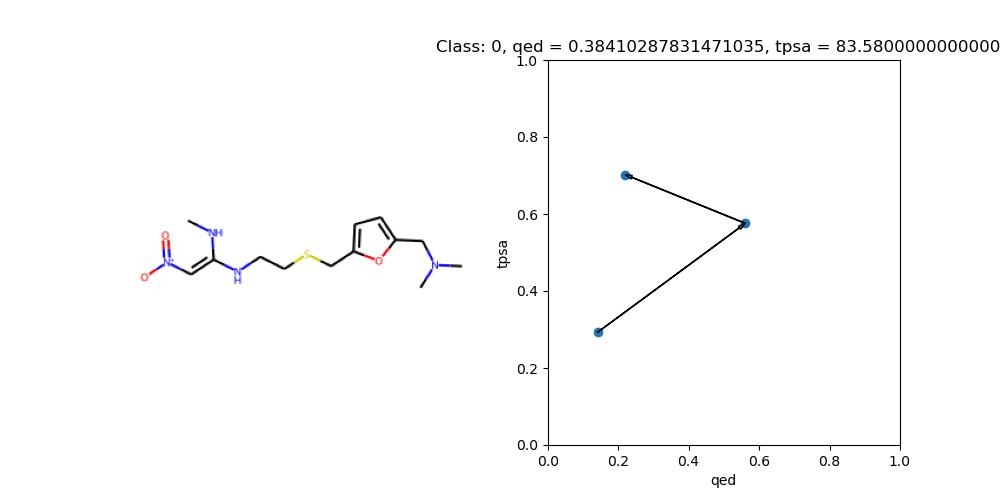 Class: 0, qed = 0.38410287831471035, tpsa = 83.5800000000000
1.0
0.8
0.6
0.4
0.2
0.0
tpsa
0.0 0.2 0.4 0.6 0.8 1.0
qed
NH
O
N+
O
N
H
S
O
N